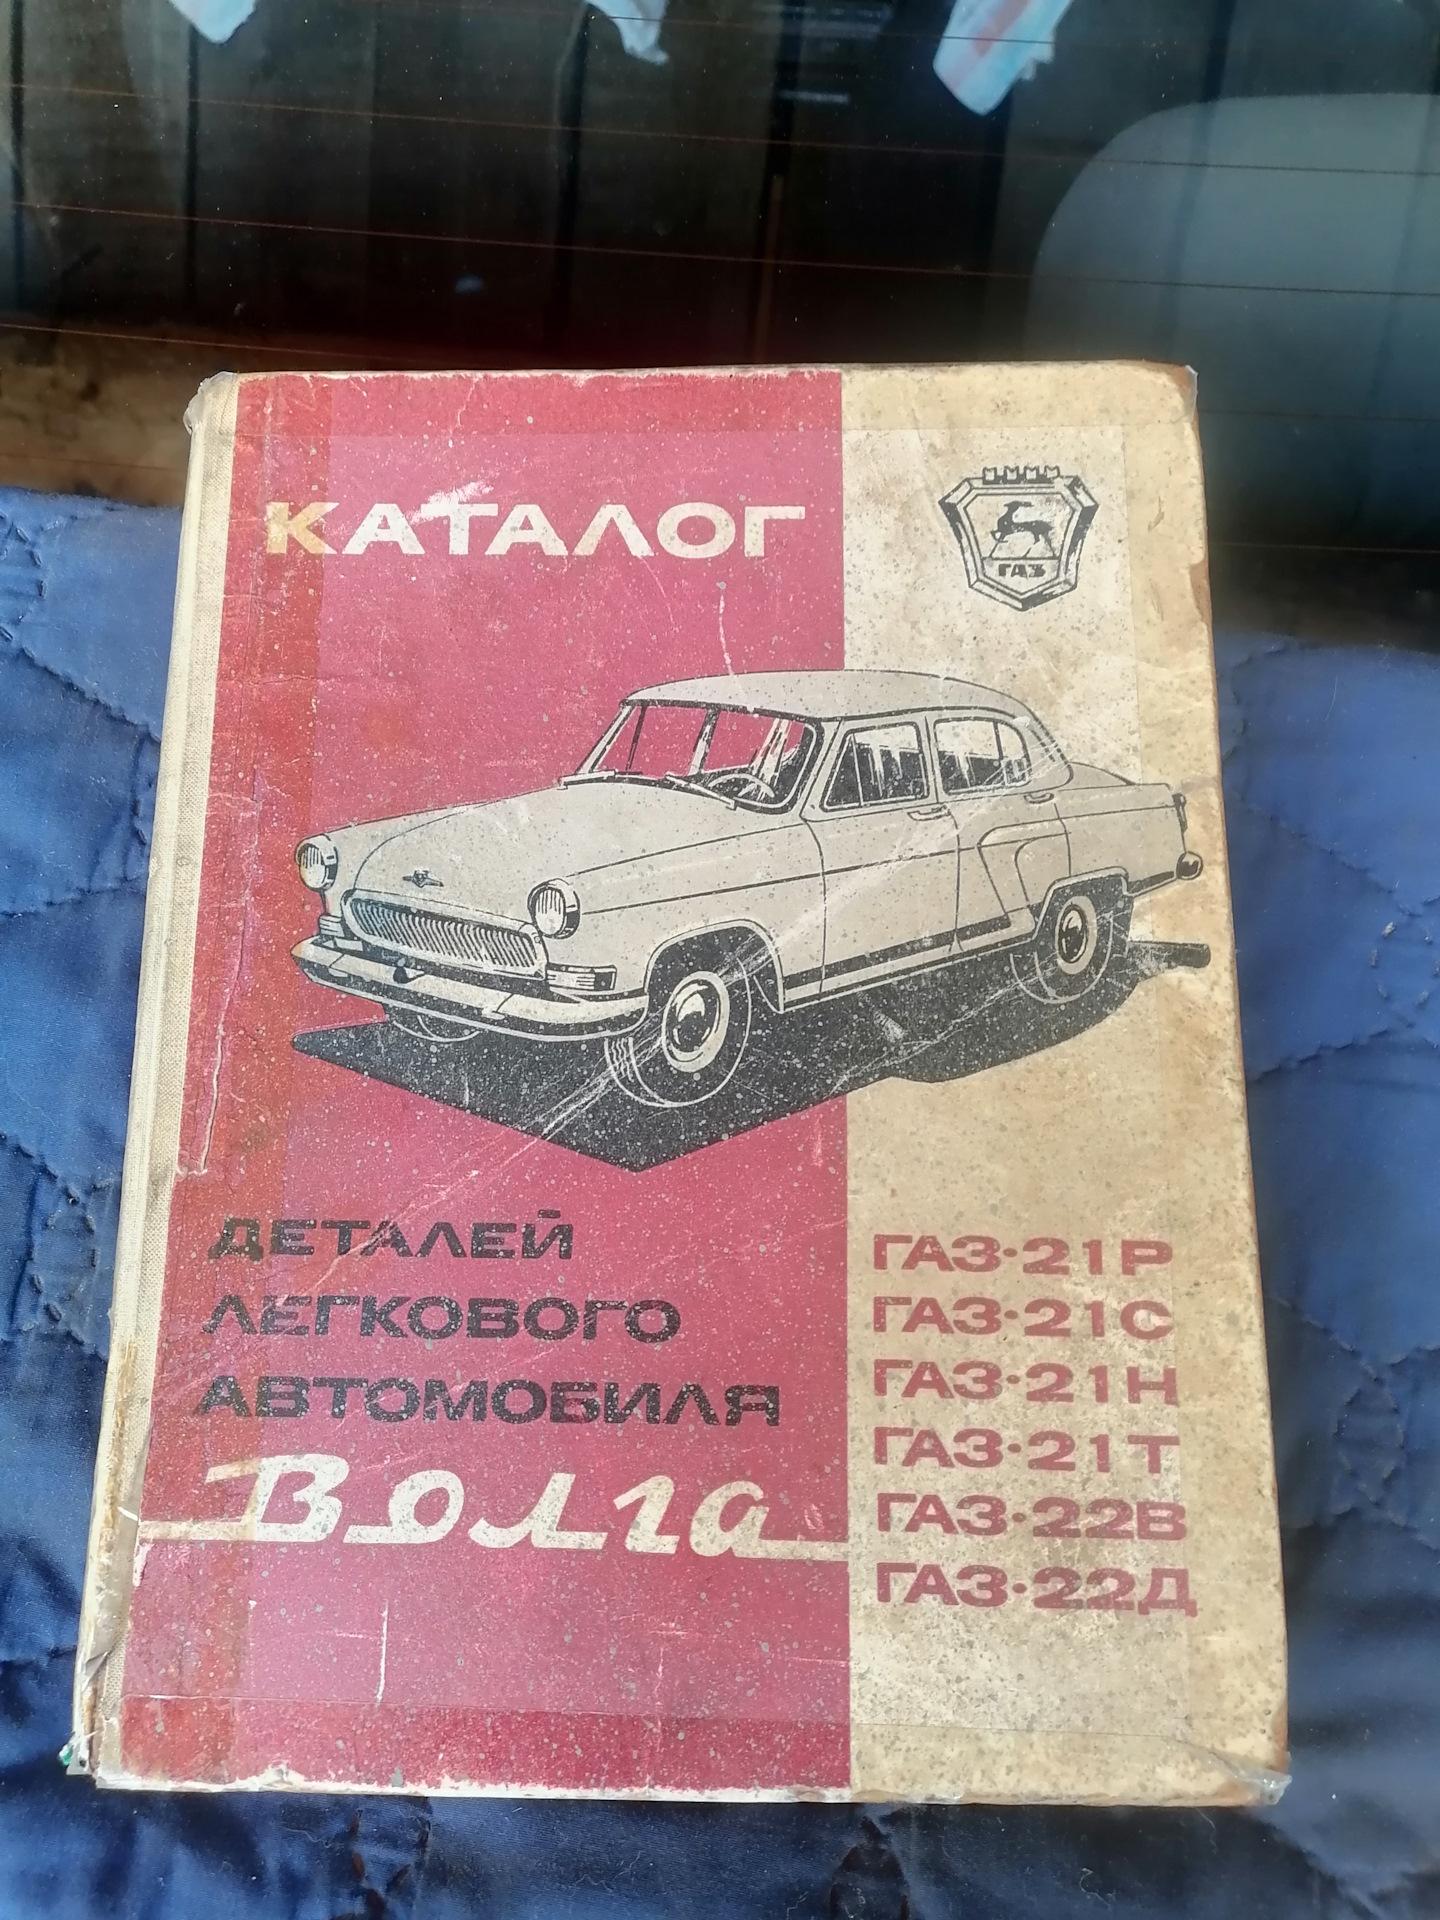 КАТАЛОГ
ГАЗ
ДЕТАЛЕЙ
ЛЕГКОВОГО
АВТОМОБИЛЯ
Волга
ГАЗ·21Р
ГАЗ·21С
ГАЗ·21Н
ГАЗ·21Т
ГАЗ·22В
ГАЗ·22Д